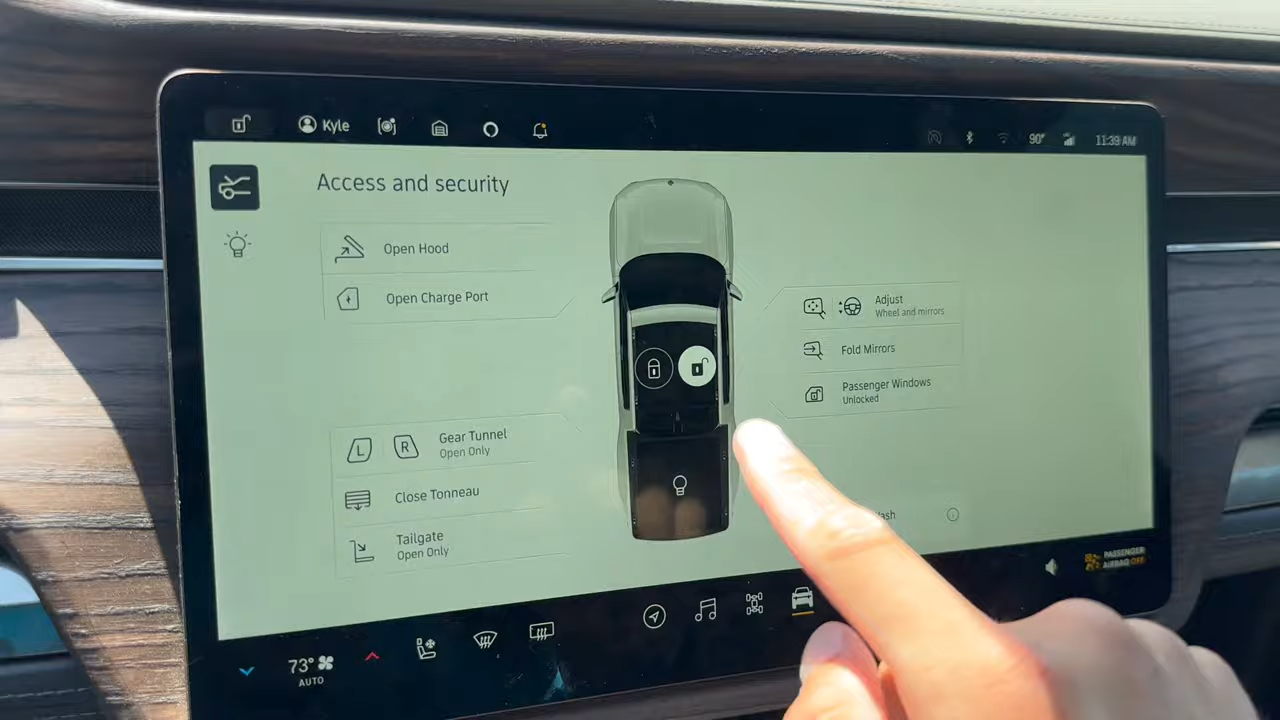 Kyle
90°
11:39 AM
Access and security
Open Hood
Open Charge Port
Adjust
Wheel and mirrors
Fold Mirrors
Passenger Windows
Unlocked
L
R
Gear Tunnel
Open Only
Close Tonneau
Tailgate
Open Only
PASSENGER
AIRBAG OFF
73°
AUTO